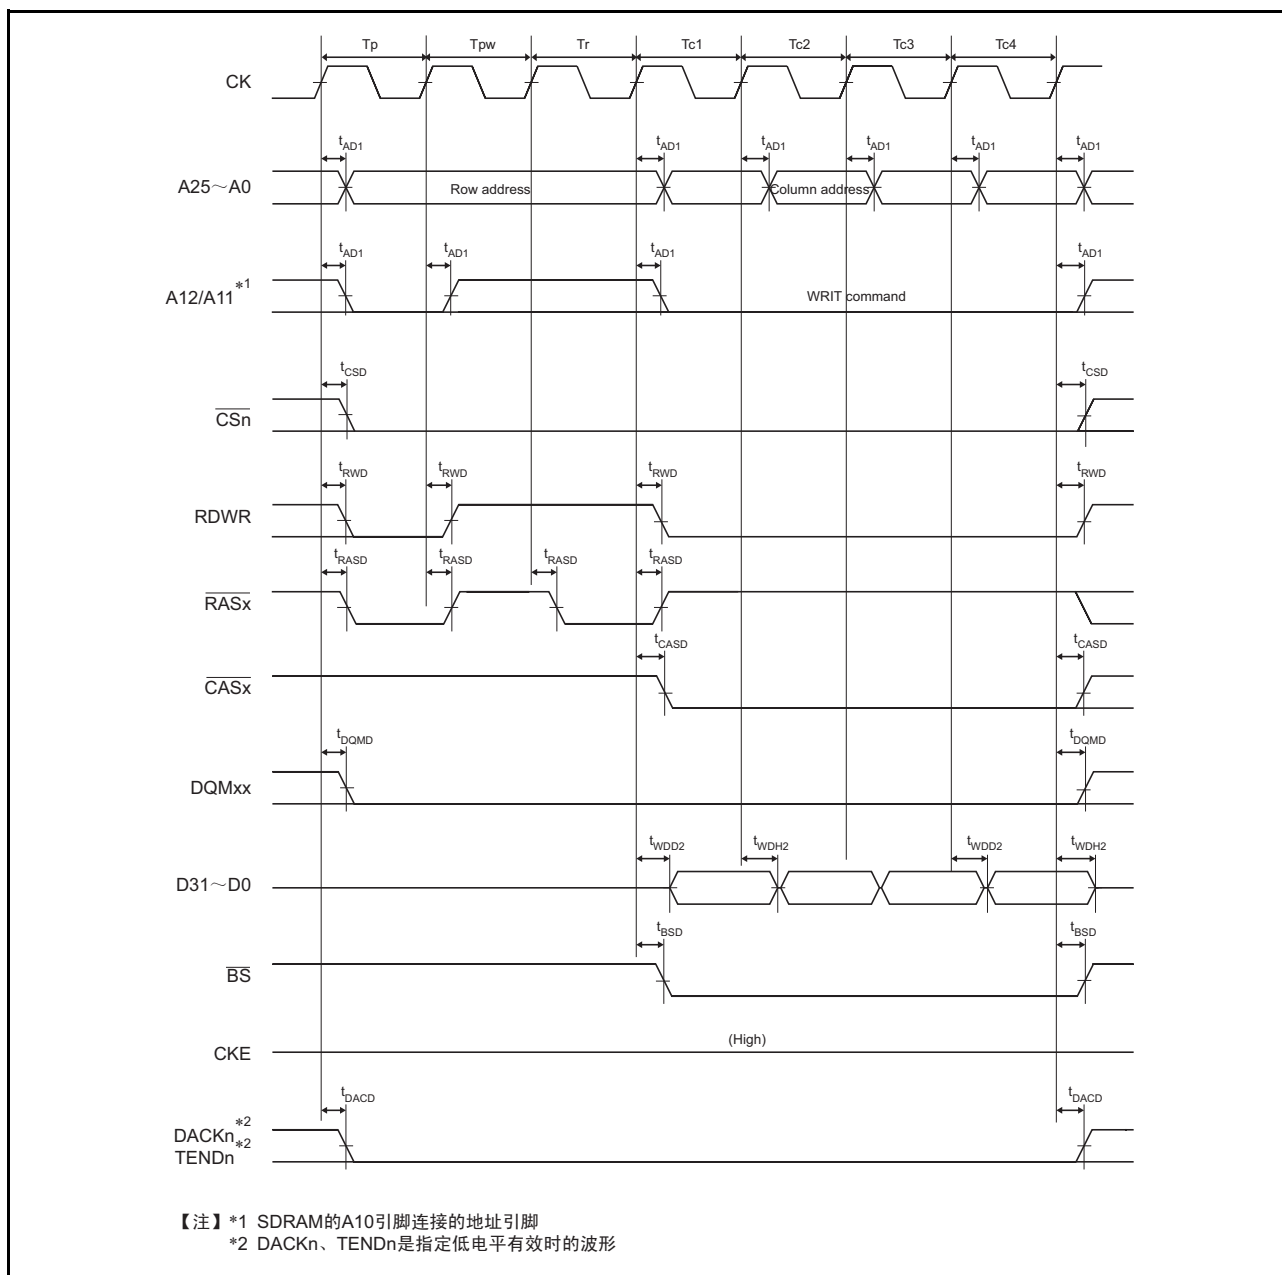 Tp Tpw Tr Tc1 Tc2 Tc3 Tc4
CK
tAD1 tAD1 tAD1 tAD1 tAD1 tAD1
A25～A0 Row address Column address
tAD1 tAD1 tAD1 tAD1
A12/A11*1 WRIT command
tCSD tCSD
CSn
tRWD tRWD tRWD tRWD
RDWR
tRASD tRASD tRASD tRASD
RASx
tCASD tCASD
CASx
tDQMD tDQMD
DQMxx
tWDD2 tWDH2 tWDD2 tWDH2
D31～D0
tBSD tBSD
BS
(High)
CKE
tDACD tDACD
DACKn*2
TENDn*2
【注】*1 SDRAM的A10引脚连接的地址引脚
*2 DACKn、TENDn是指定低电平有效时的波形